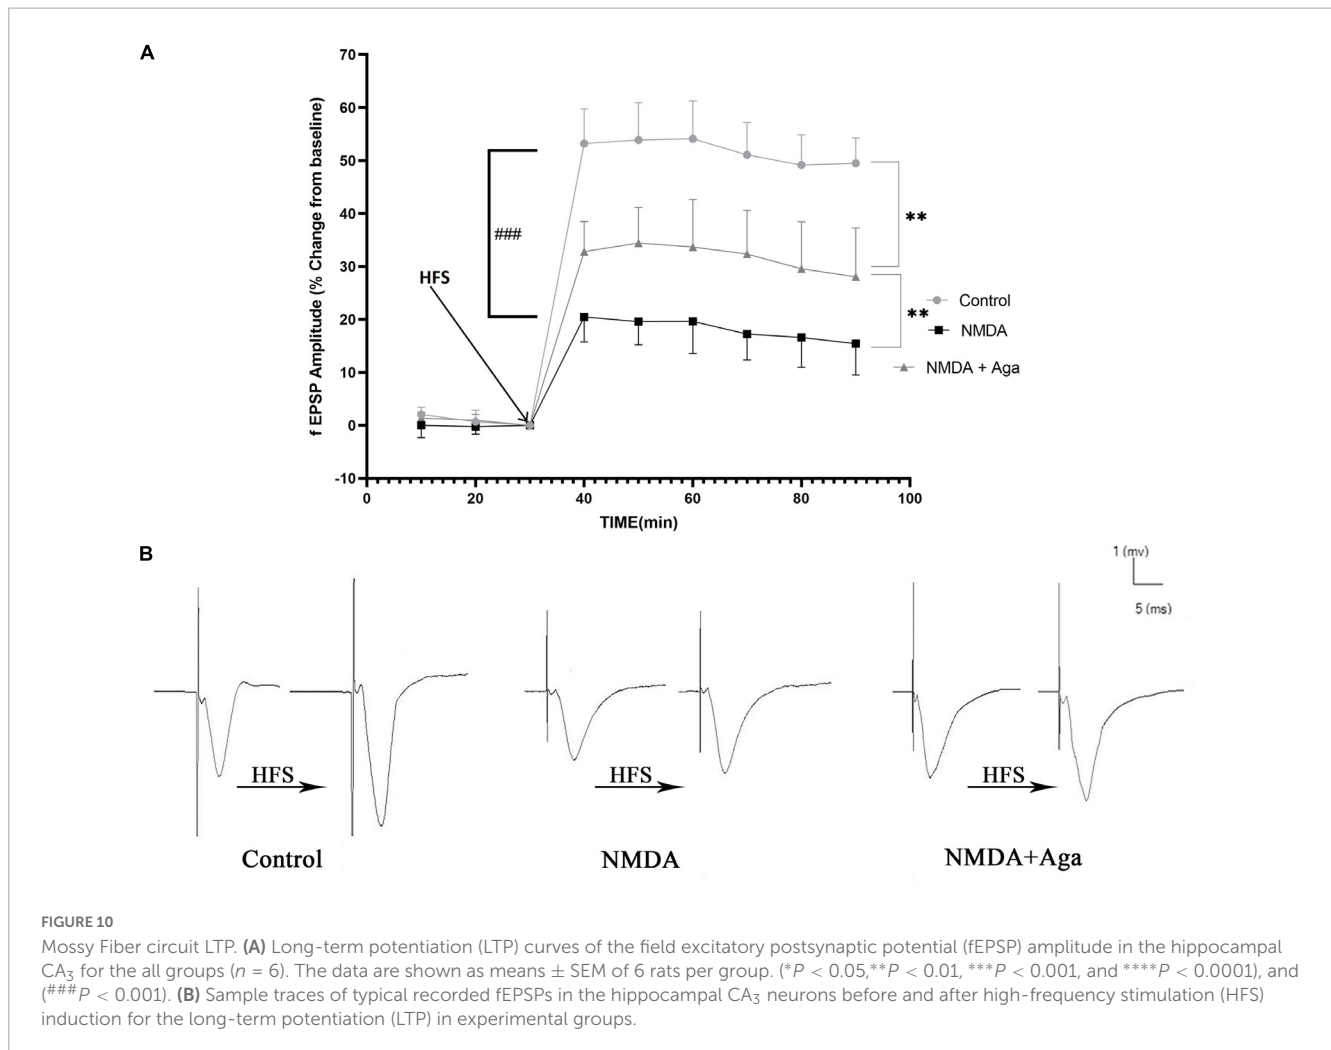 A
f EPSP Amplitude (% Change from baseline)
70
60
50
40
30
20
10
0
-10
HFS
###
**
**
Control
NMDA
NMDA + Aga
0 20 40 60 80 100
TIME(min)
B
1 (mv)
5 (ms)
HFS HFS HFS
Control NMDA NMDA+Aga
FIGURE 10
Mossy Fiber circuit LTP. (A) Long-term potentiation (LTP) curves of the field excitatory postsynaptic potential (fEPSP) amplitude in the hippocampal
CA₃ for the all groups (n = 6). The data are shown as means ± SEM of 6 rats per group. (*P < 0.05,**P < 0.01, ***P < 0.001, and ****P < 0.0001), and
(###P < 0.001). (B) Sample traces of typical recorded fEPSPs in the hippocampal CA₃ neurons before and after high-frequency stimulation (HFS)
induction for the long-term potentiation (LTP) in experimental groups.